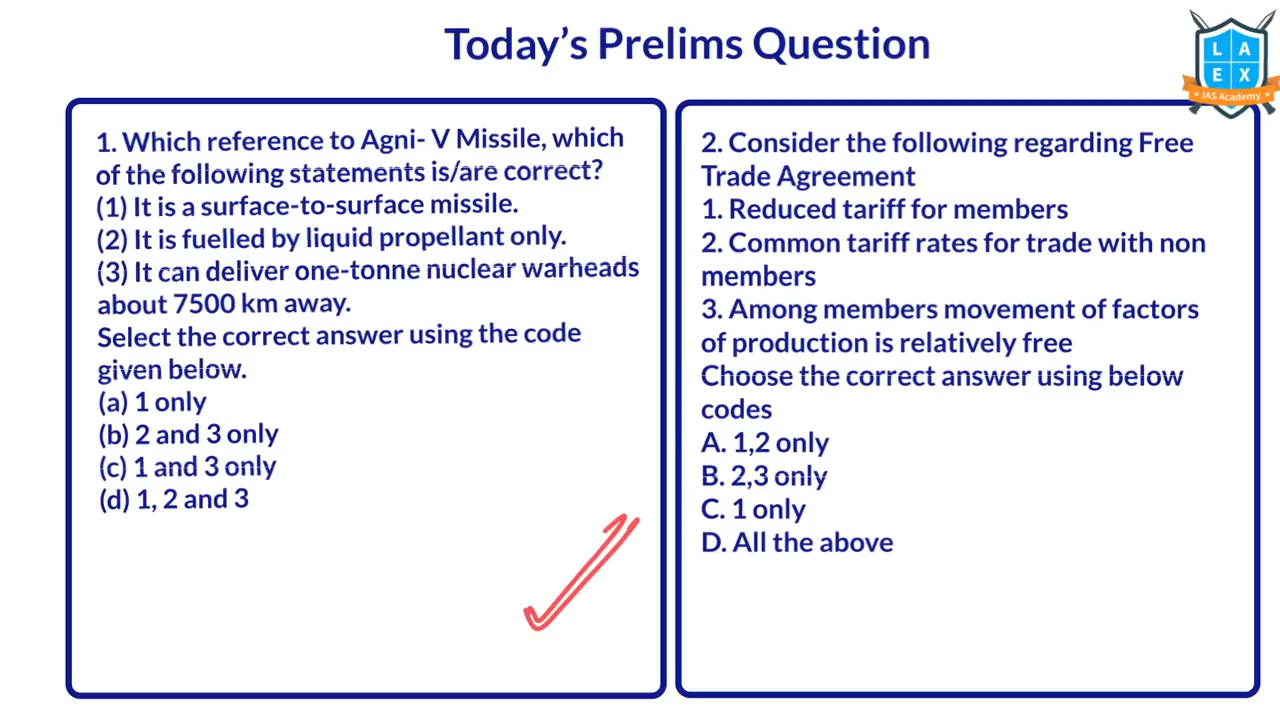 Today's Prelims Question
L A
E X
IAS Academy
1. Which reference to Agni- V Missile, which
of the following statements is/are correct?
(1) It is a surface-to-surface missile.
(2) It is fuelled by liquid propellant only.
(3) It can deliver one-tonne nuclear warheads
about 7500 km away.
Select the correct answer using the code
given below.
(a) 1 only
(b) 2 and 3 only
(c) 1 and 3 only
(d) 1, 2 and 3
2. Consider the following regarding Free
Trade Agreement
1. Reduced tariff for members
2. Common tariff rates for trade with non
members
3. Among members movement of factors
of production is relatively free
Choose the correct answer using below
codes
A. 1,2 only
B. 2,3 only
C. 1 only
D. All the above